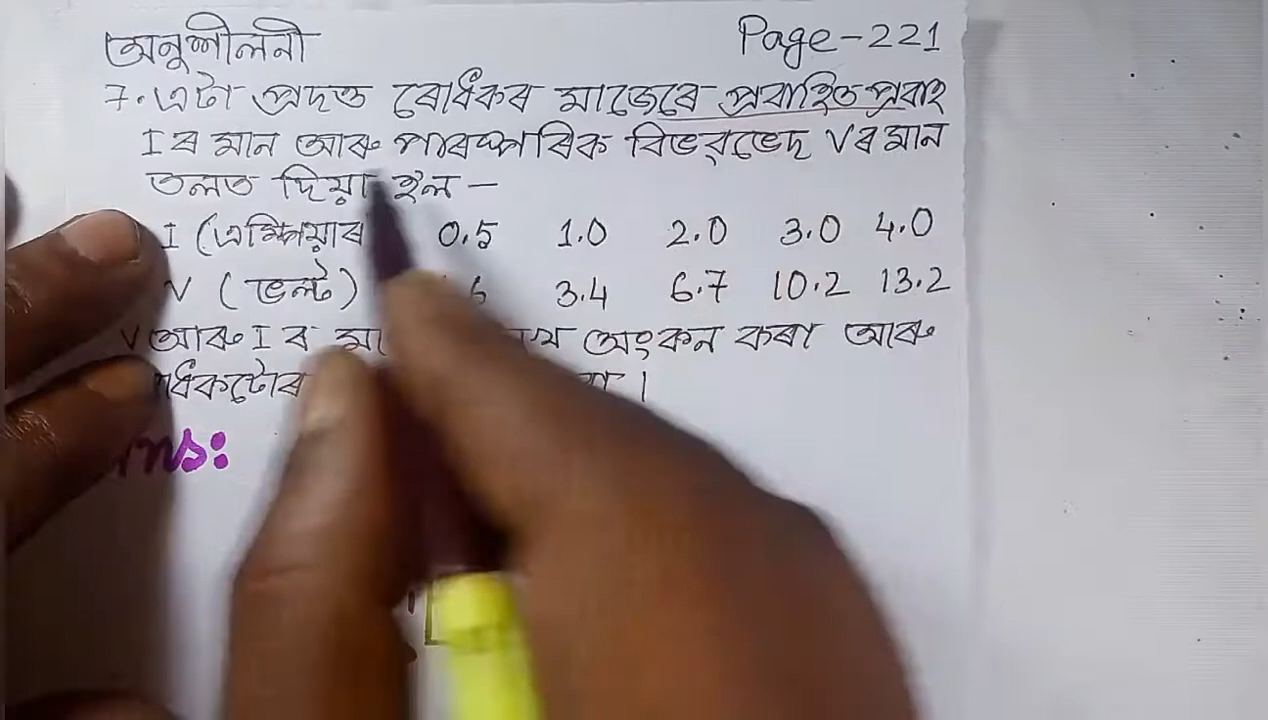 অনুশীলনী Page-221
7. এটা প্ৰদত্ত ৰোধকৰ মাজেৰে প্ৰবাহিত প্ৰবাহ
I ৰ মান আৰু পাৰস্পৰিক বিভৱভেদ V ৰ মান
তলত দিয়া হ'ল –
I (এম্পিয়াৰ 0.5 1.0 2.0 3.0 4.0
V (ভল্ট) 3.4 6.7 10.2 13.2
V আৰু I ৰ অংকন কৰা আৰু
Ans: